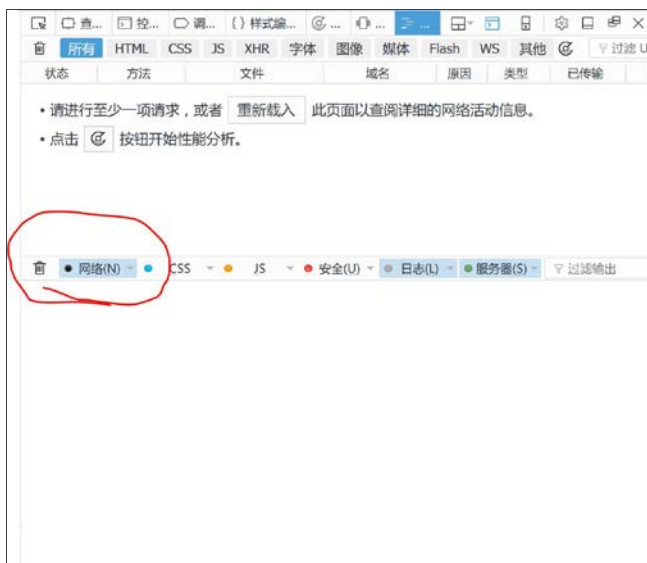 查... 控... 调... {} 样式编... ... ... ...
所有 HTML CSS JS XHR 字体 图像 媒体 Flash WS 其他 过滤 U
状态 方法 文件 域名 原因 类型 已传输
• 请进行至少一项请求，或者 重新载入 此页面以查阅详细的网络活动信息。
• 点击 按钮开始性能分析。
网络(N) CSS JS 安全(U) 日志(L) 服务器(S) 过滤输出